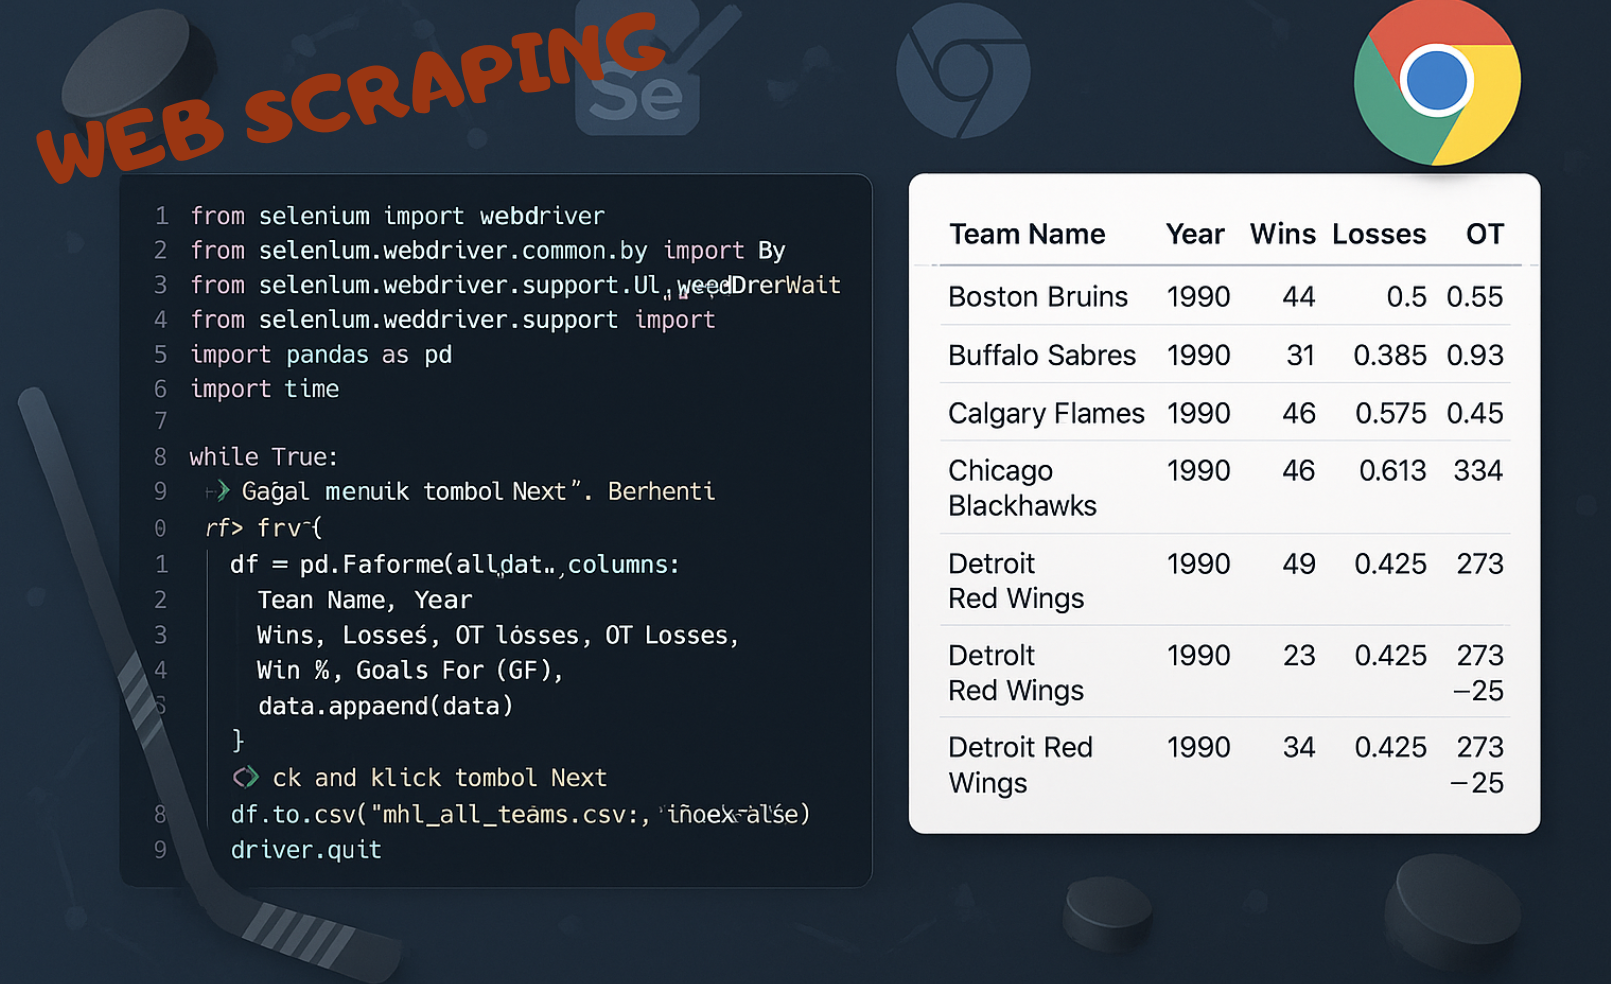 WEB SCRAPING
Se
1 from selenium import webdriver
2 from selenlum.webdriver.common.by import By
3 from selenlum.webdriver.support.Ul
4 from selenlum.weddriver.support import
5 import pandas as pd
6 import time
7
8 while True:
9 Gagal menuik tombol Next”. Berhenti
0 rf> frv~(
1 df = pd.Faforme(alldat.. ,columns:
2 Tean Name, Year
3 Wins, Losseś, OT lósses, OT Losses,
4 Win %, Goals For (GF),
6 data.appaend(data)
}
<> ck and klick tombol Next
8 df.to.csv("mhl_all_teams.csv:,
9 driver.quit
Team Name Year Wins Losses OT
Boston Bruins 1990 44 0.5 0.55
Buffalo Sabres 1990 31 0.385 0.93
Calgary Flames 1990 46 0.575 0.45
Chicago 1990 46 0.613 334
Blackhawks
Detroit 1990 49 0.425 273
Red Wings
Detrolt 1990 23 0.425 273
Red Wings –25
Detroit Red 1990 34 0.425 273
Wings –25